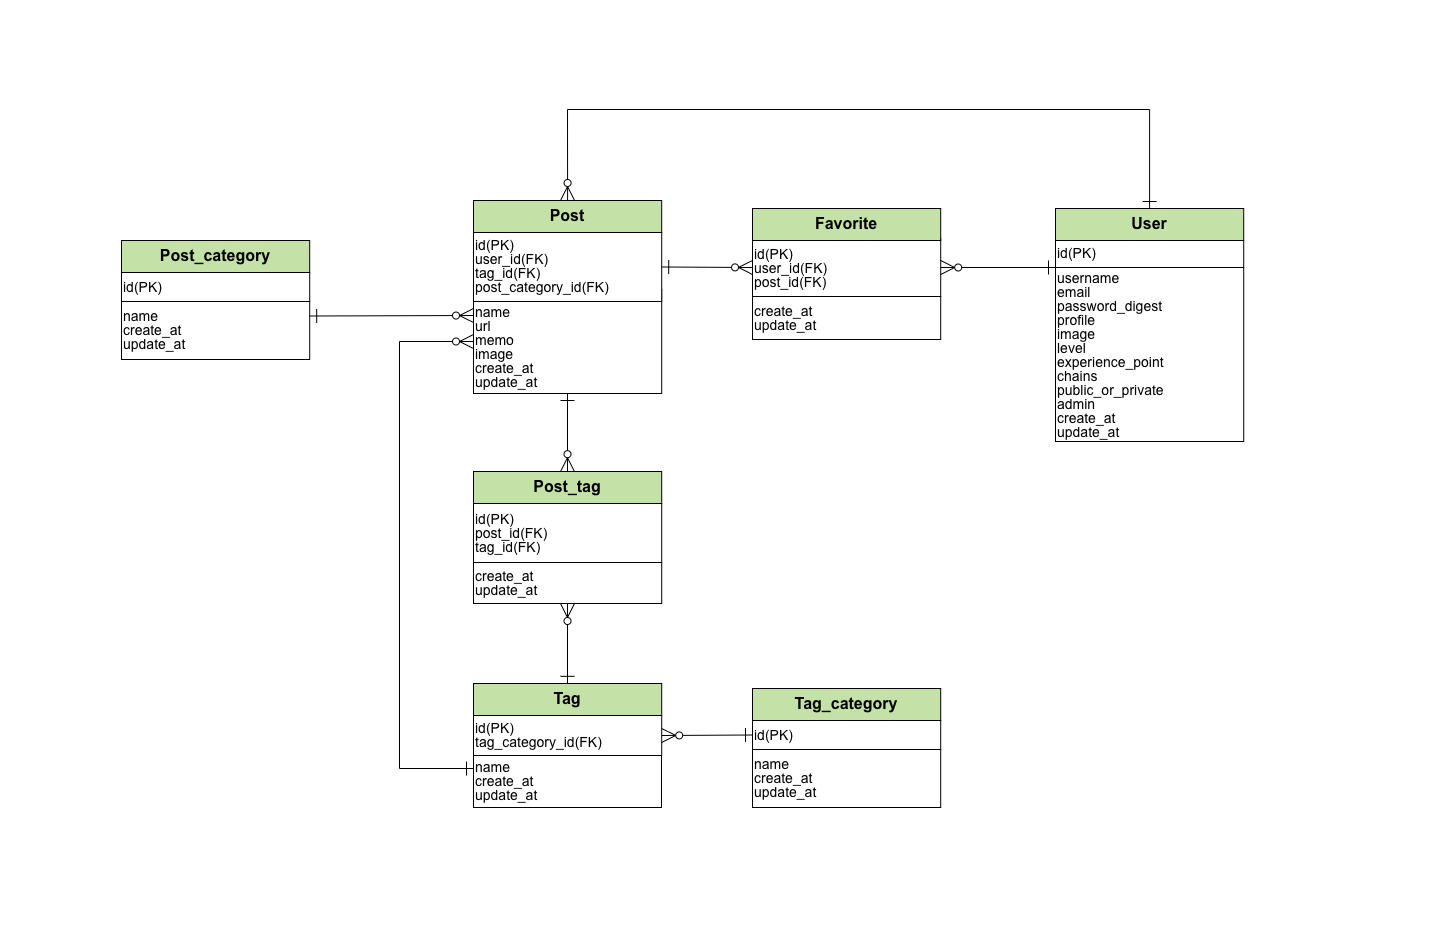 Post
id(PK)
user_id(FK)
tag_id(FK)
post_category_id(FK)
name
url
memo
image
create_at
update_at
Favorite
id(PK)
user_id(FK)
post_id(FK)
create_at
update_at
User
id(PK)
username
email
password_digest
profile
image
level
experience_point
chains
public_or_private
admin
create_at
update_at
Post_category
id(PK)
name
create_at
update_at
Post_tag
id(PK)
post_id(FK)
tag_id(FK)
create_at
update_at
Tag
id(PK)
tag_category_id(FK)
name
create_at
update_at
Tag_category
id(PK)
name
create_at
update_at